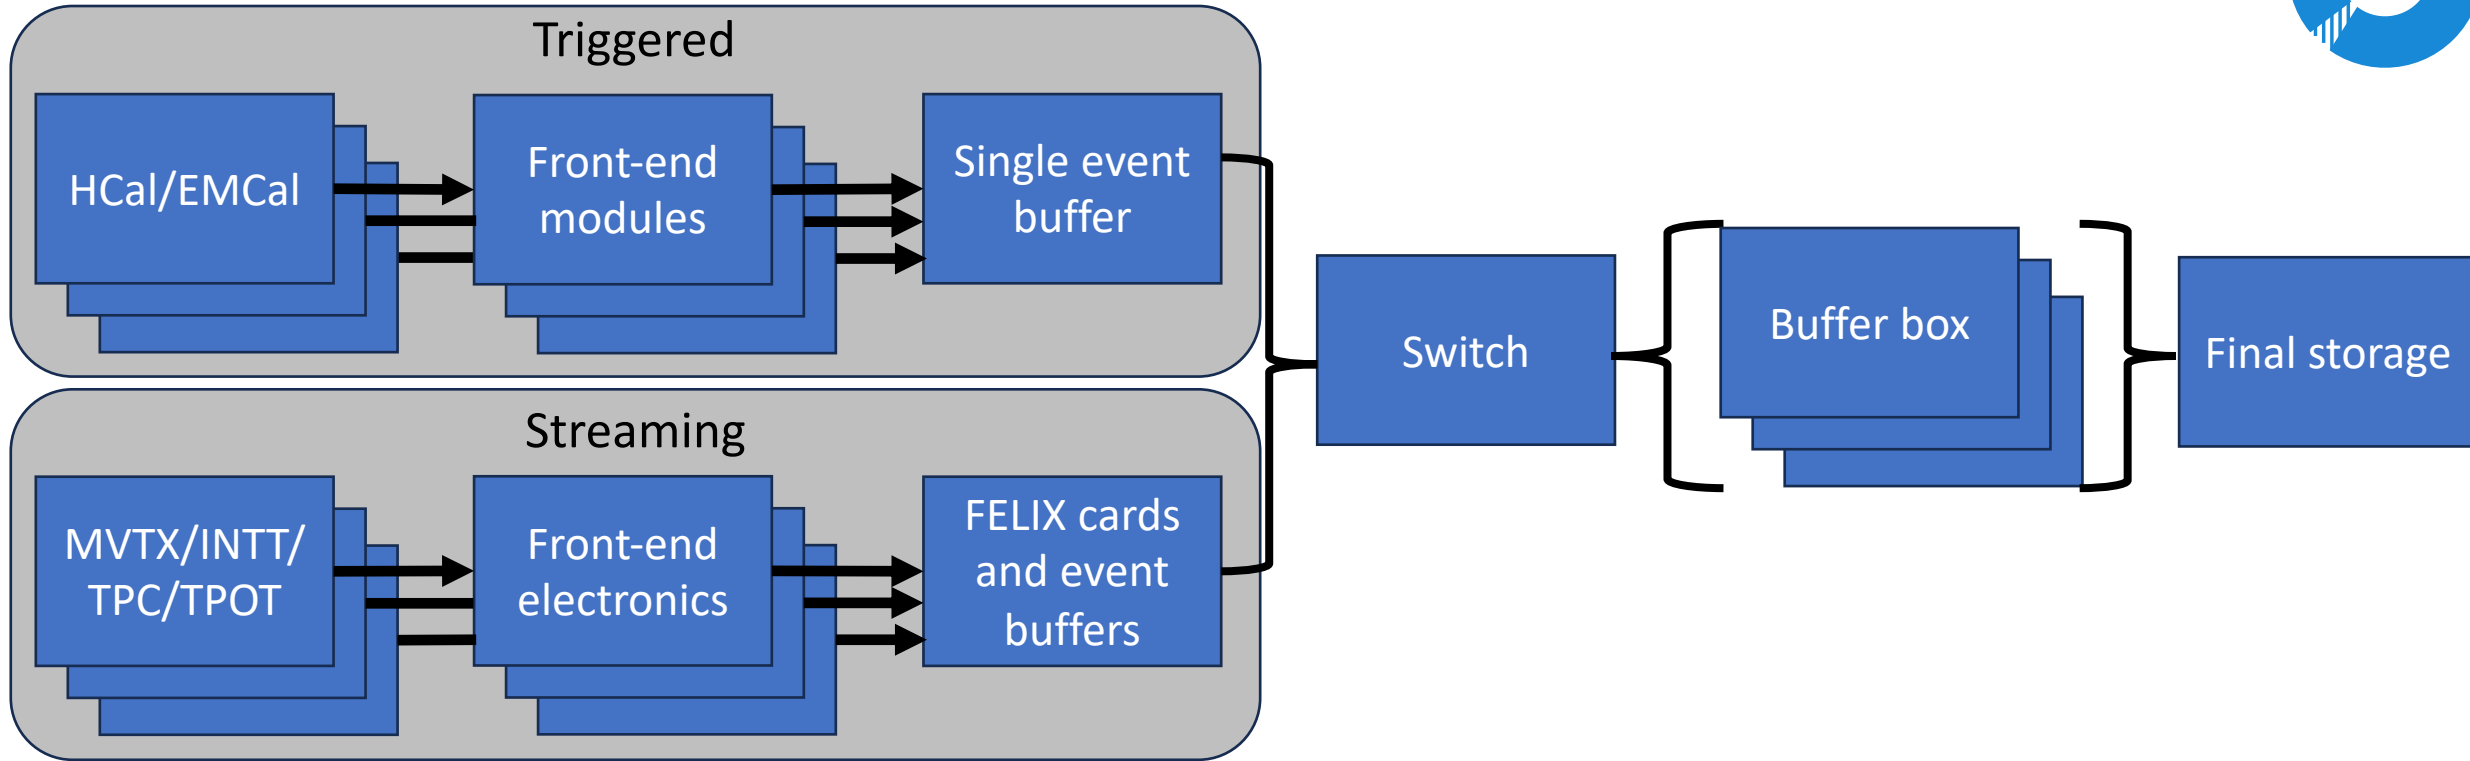 Triggered
HCal/EMCal
Front-end
modules
Single event
buffer
Switch
Buffer box
Final storage
Streaming
MVTX/INTT/
TPC/TPOT
Front-end
electronics
FELIX cards
and event
buffers